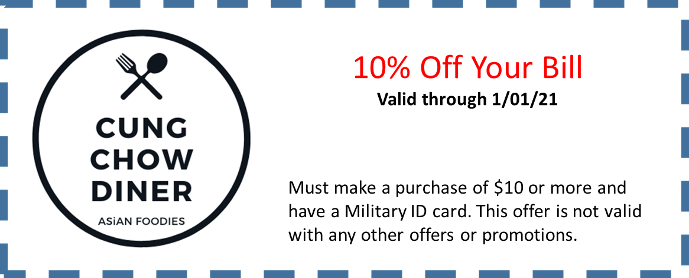 CUNG
CHOW
DINER
ASiAN FOODIES
10% Off Your Bill
Valid through 1/01/21
Must make a purchase of $10 or more and
have a Military ID card. This offer is not valid
with any other offers or promotions.